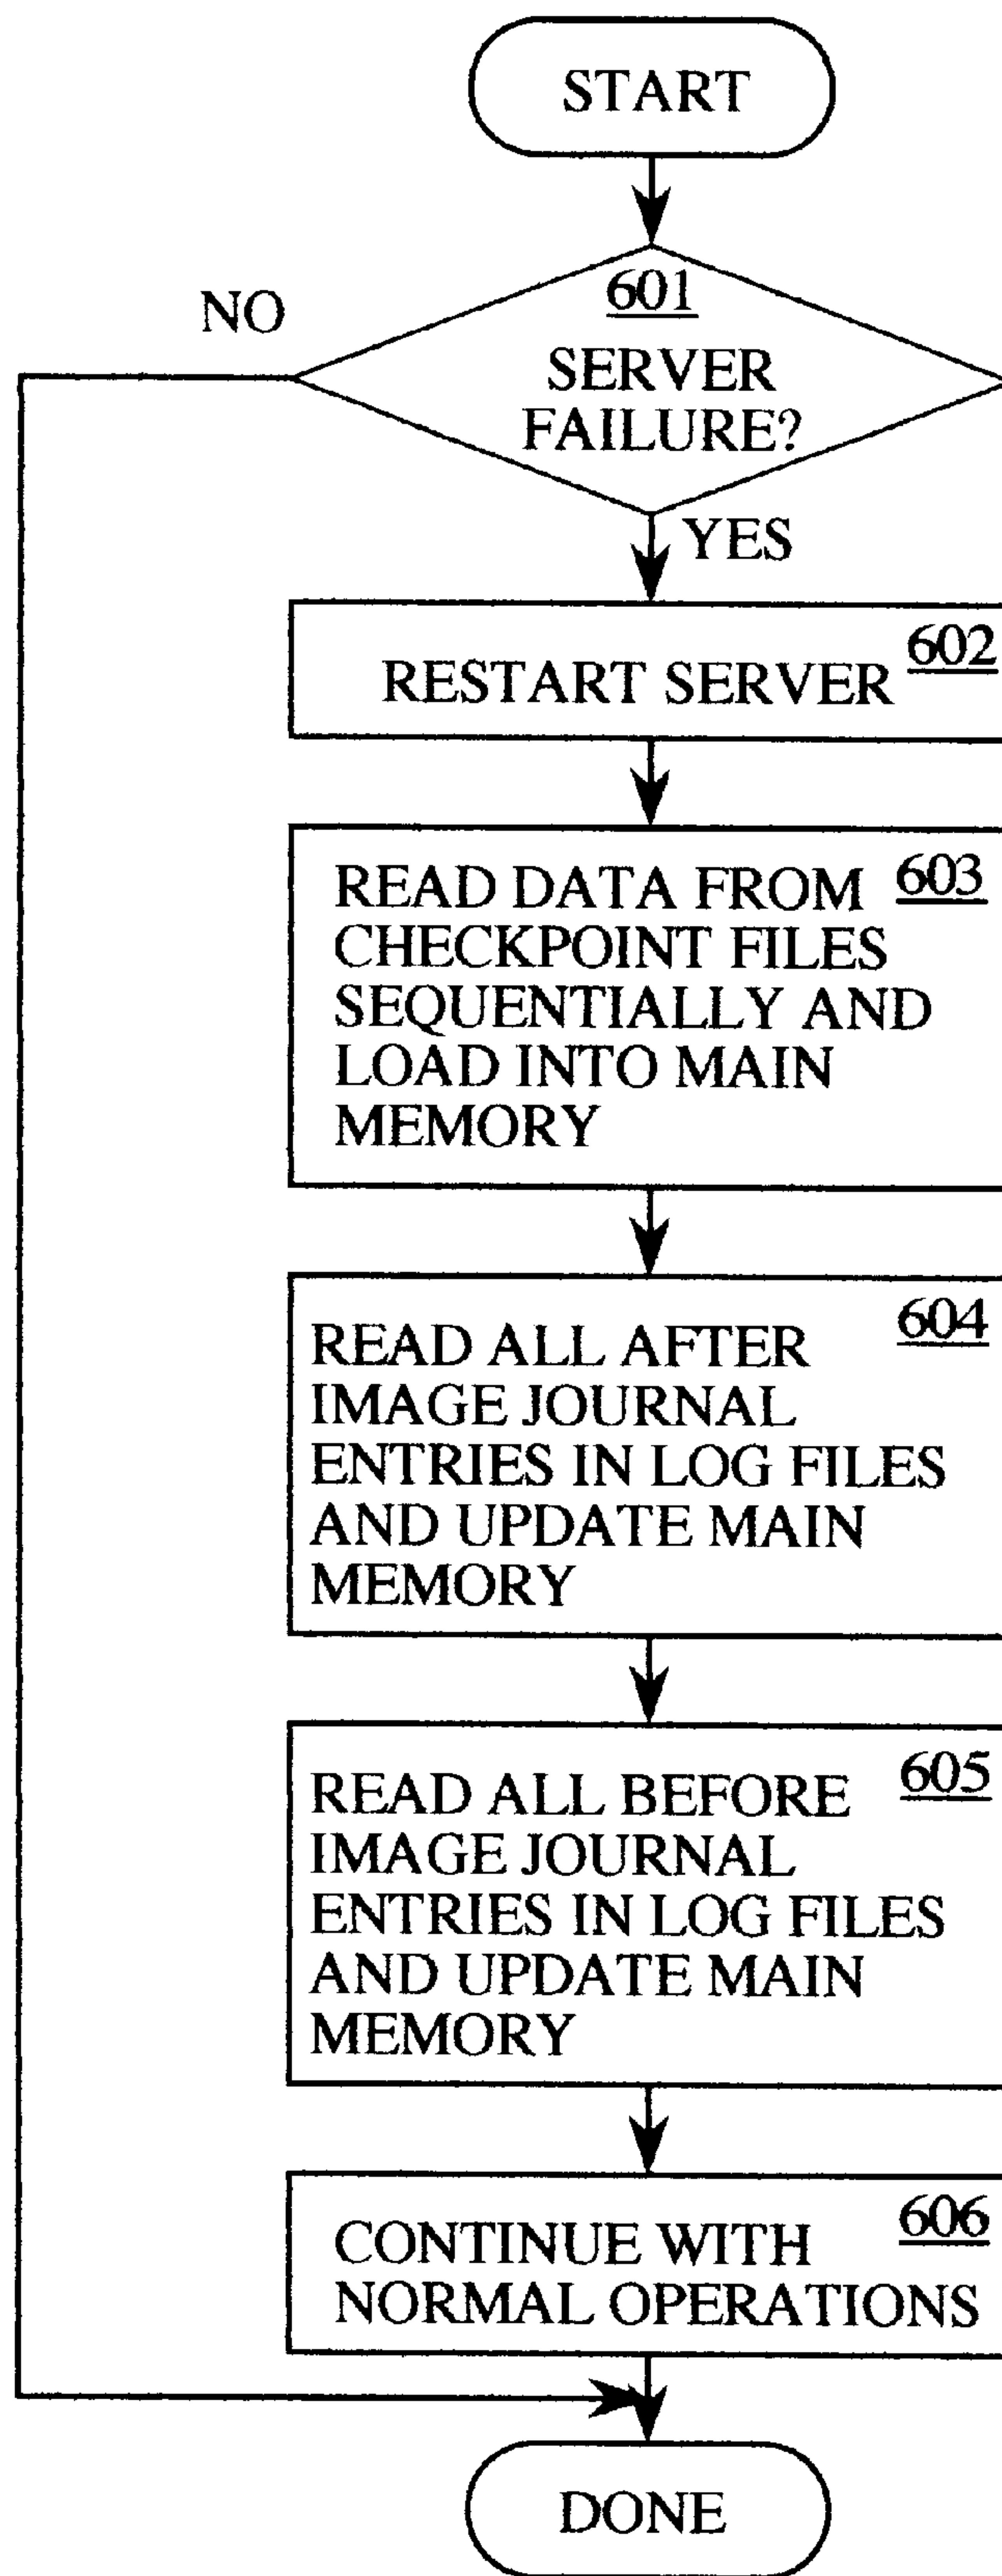 START
NO
601
SERVER
FAILURE?
YES
602
RESTART SERVER
603
READ DATA FROM
CHECKPOINT FILES
SEQUENTIALLY AND
LOAD INTO MAIN
MEMORY
604
READ ALL AFTER
IMAGE JOURNAL
ENTRIES IN LOG FILES
AND UPDATE MAIN
MEMORY
605
READ ALL BEFORE
IMAGE JOURNAL
ENTRIES IN LOG FILES
AND UPDATE MAIN
MEMORY
606
CONTINUE WITH
NORMAL OPERATIONS
DONE